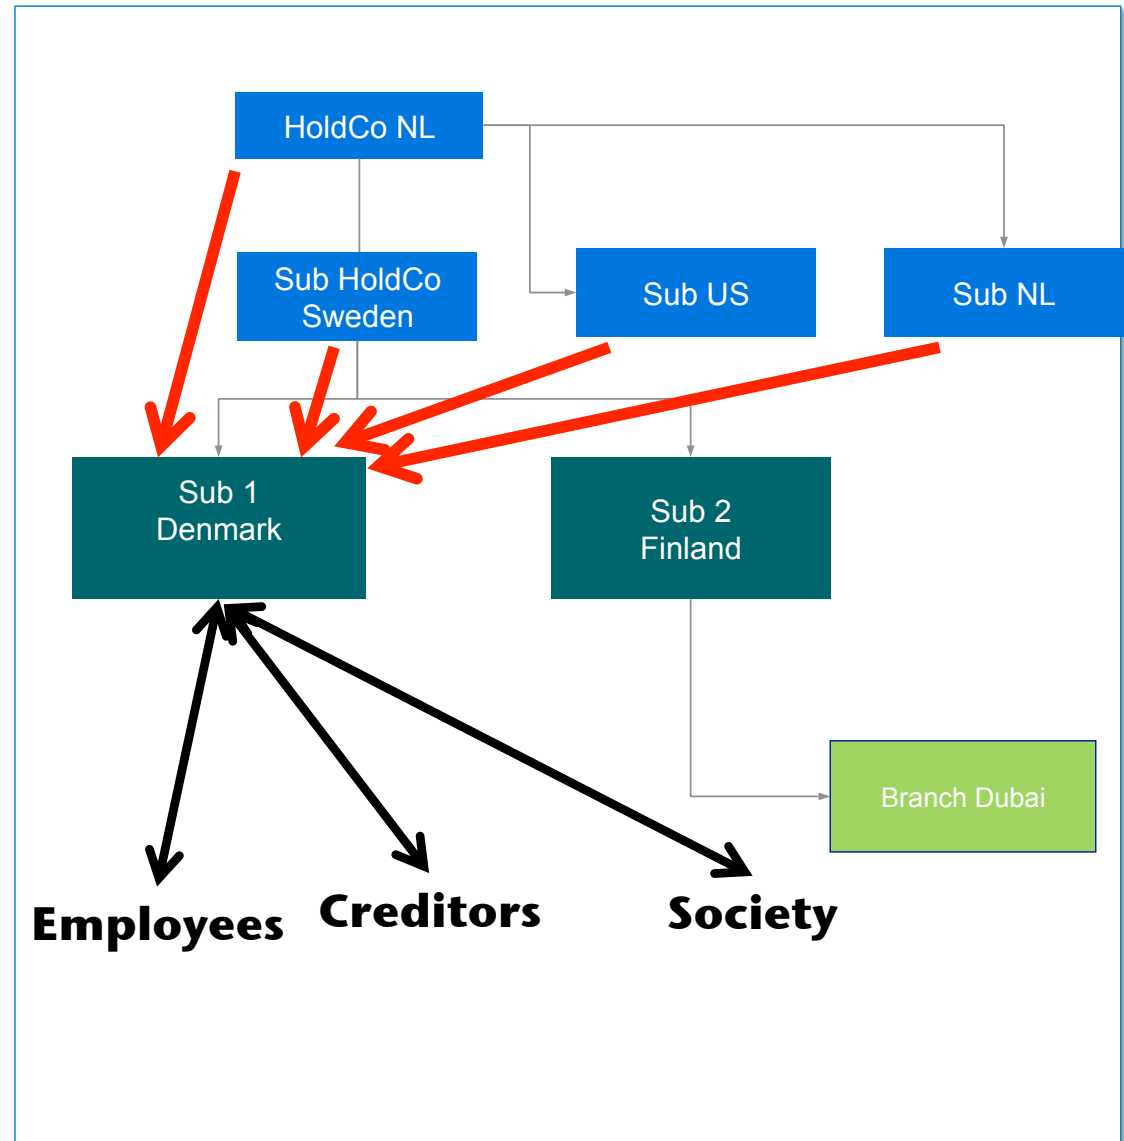 HoldCo NL
Sub HoldCo
Sweden
Sub US
Sub NL
Sub 1
Denmark
Sub 2
Finland
Branch Dubai
Employees
Creditors
Society